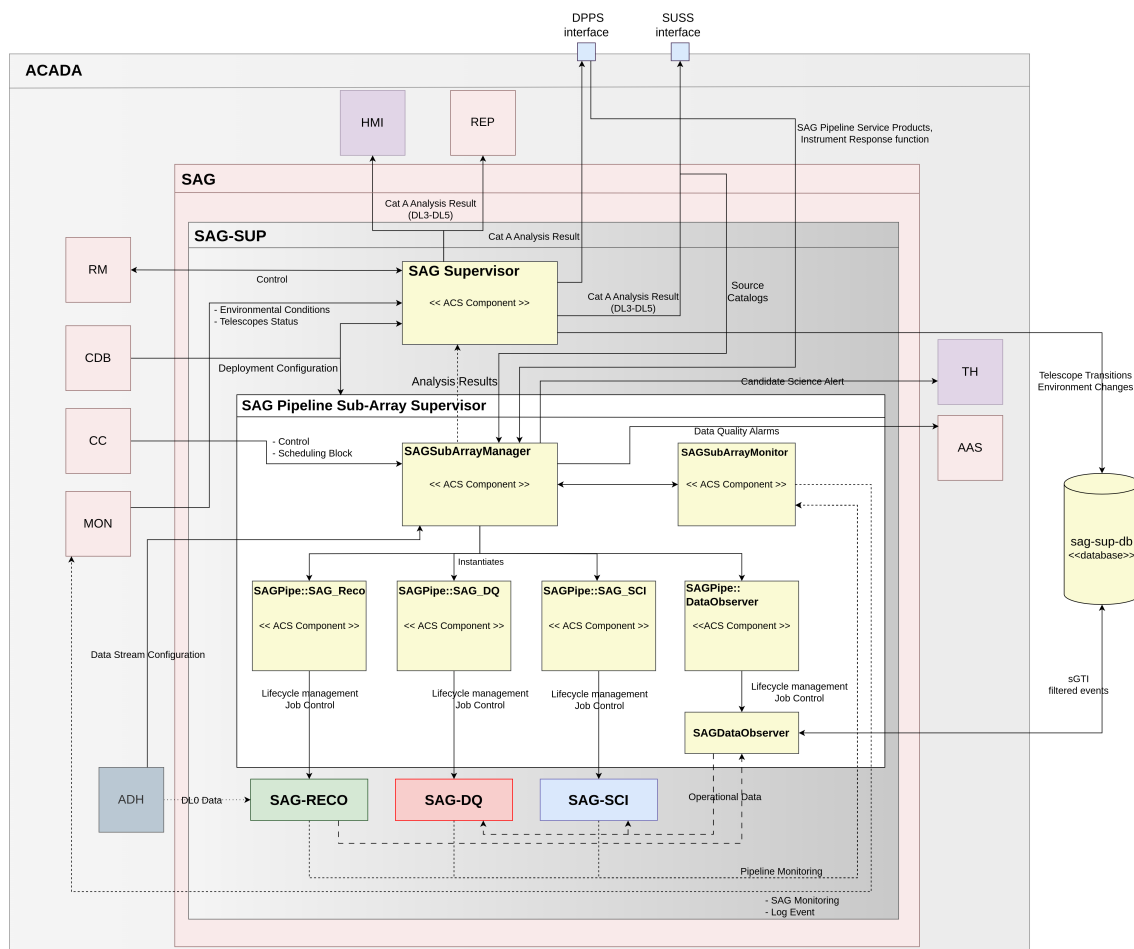 DPPS
interface
SUSS
interface
ACADA
HMI
REP
SAG Pipeline Service Products,
Instrument Response function
SAG
Cat A Analysis Result
(DL3-DL5)
SAG-SUP
Cat A Analysis Result
RM
Control
SAG Supervisor
<< ACS Component >>
Source
Catalogs
Cat A Analysis Result
(DL3-DL5)
- Environmental Conditions
- Telescopes Status
CDB
Deployment Configuration
Analysis Results
Candidate Science Alert
TH
Telescope Transitions
Environment Changes
SAG Pipeline Sub-Array Supervisor
CC
- Control
- Scheduling Block
SAGSubArrayManager
<< ACS Component >>
Data Quality Alarms
SAGSubArrayMonitor
<< ACS Component >>
AAS
MON
sag-sup-db
<<database>>
Instantiates
SAGPipe::SAG_Reco
<< ACS Component >>
SAGPipe::SAG_DQ
<< ACS Component >>
SAGPipe::SAG_SCI
<< ACS Component >>
SAGPipe::
DataObserver
<<ACS Component >>
Data Stream Configuration
Lifecycle management
Job Control
Lifecycle management
Job Control
Lifecycle management
Job Control
Lifecycle management
Job Control
sGTI
filtered events
SAGDataObserver
ADH
DL0 Data
SAG-RECO
SAG-DQ
SAG-SCI
Operational Data
Pipeline Monitoring
- SAG Monitoring
- Log Event